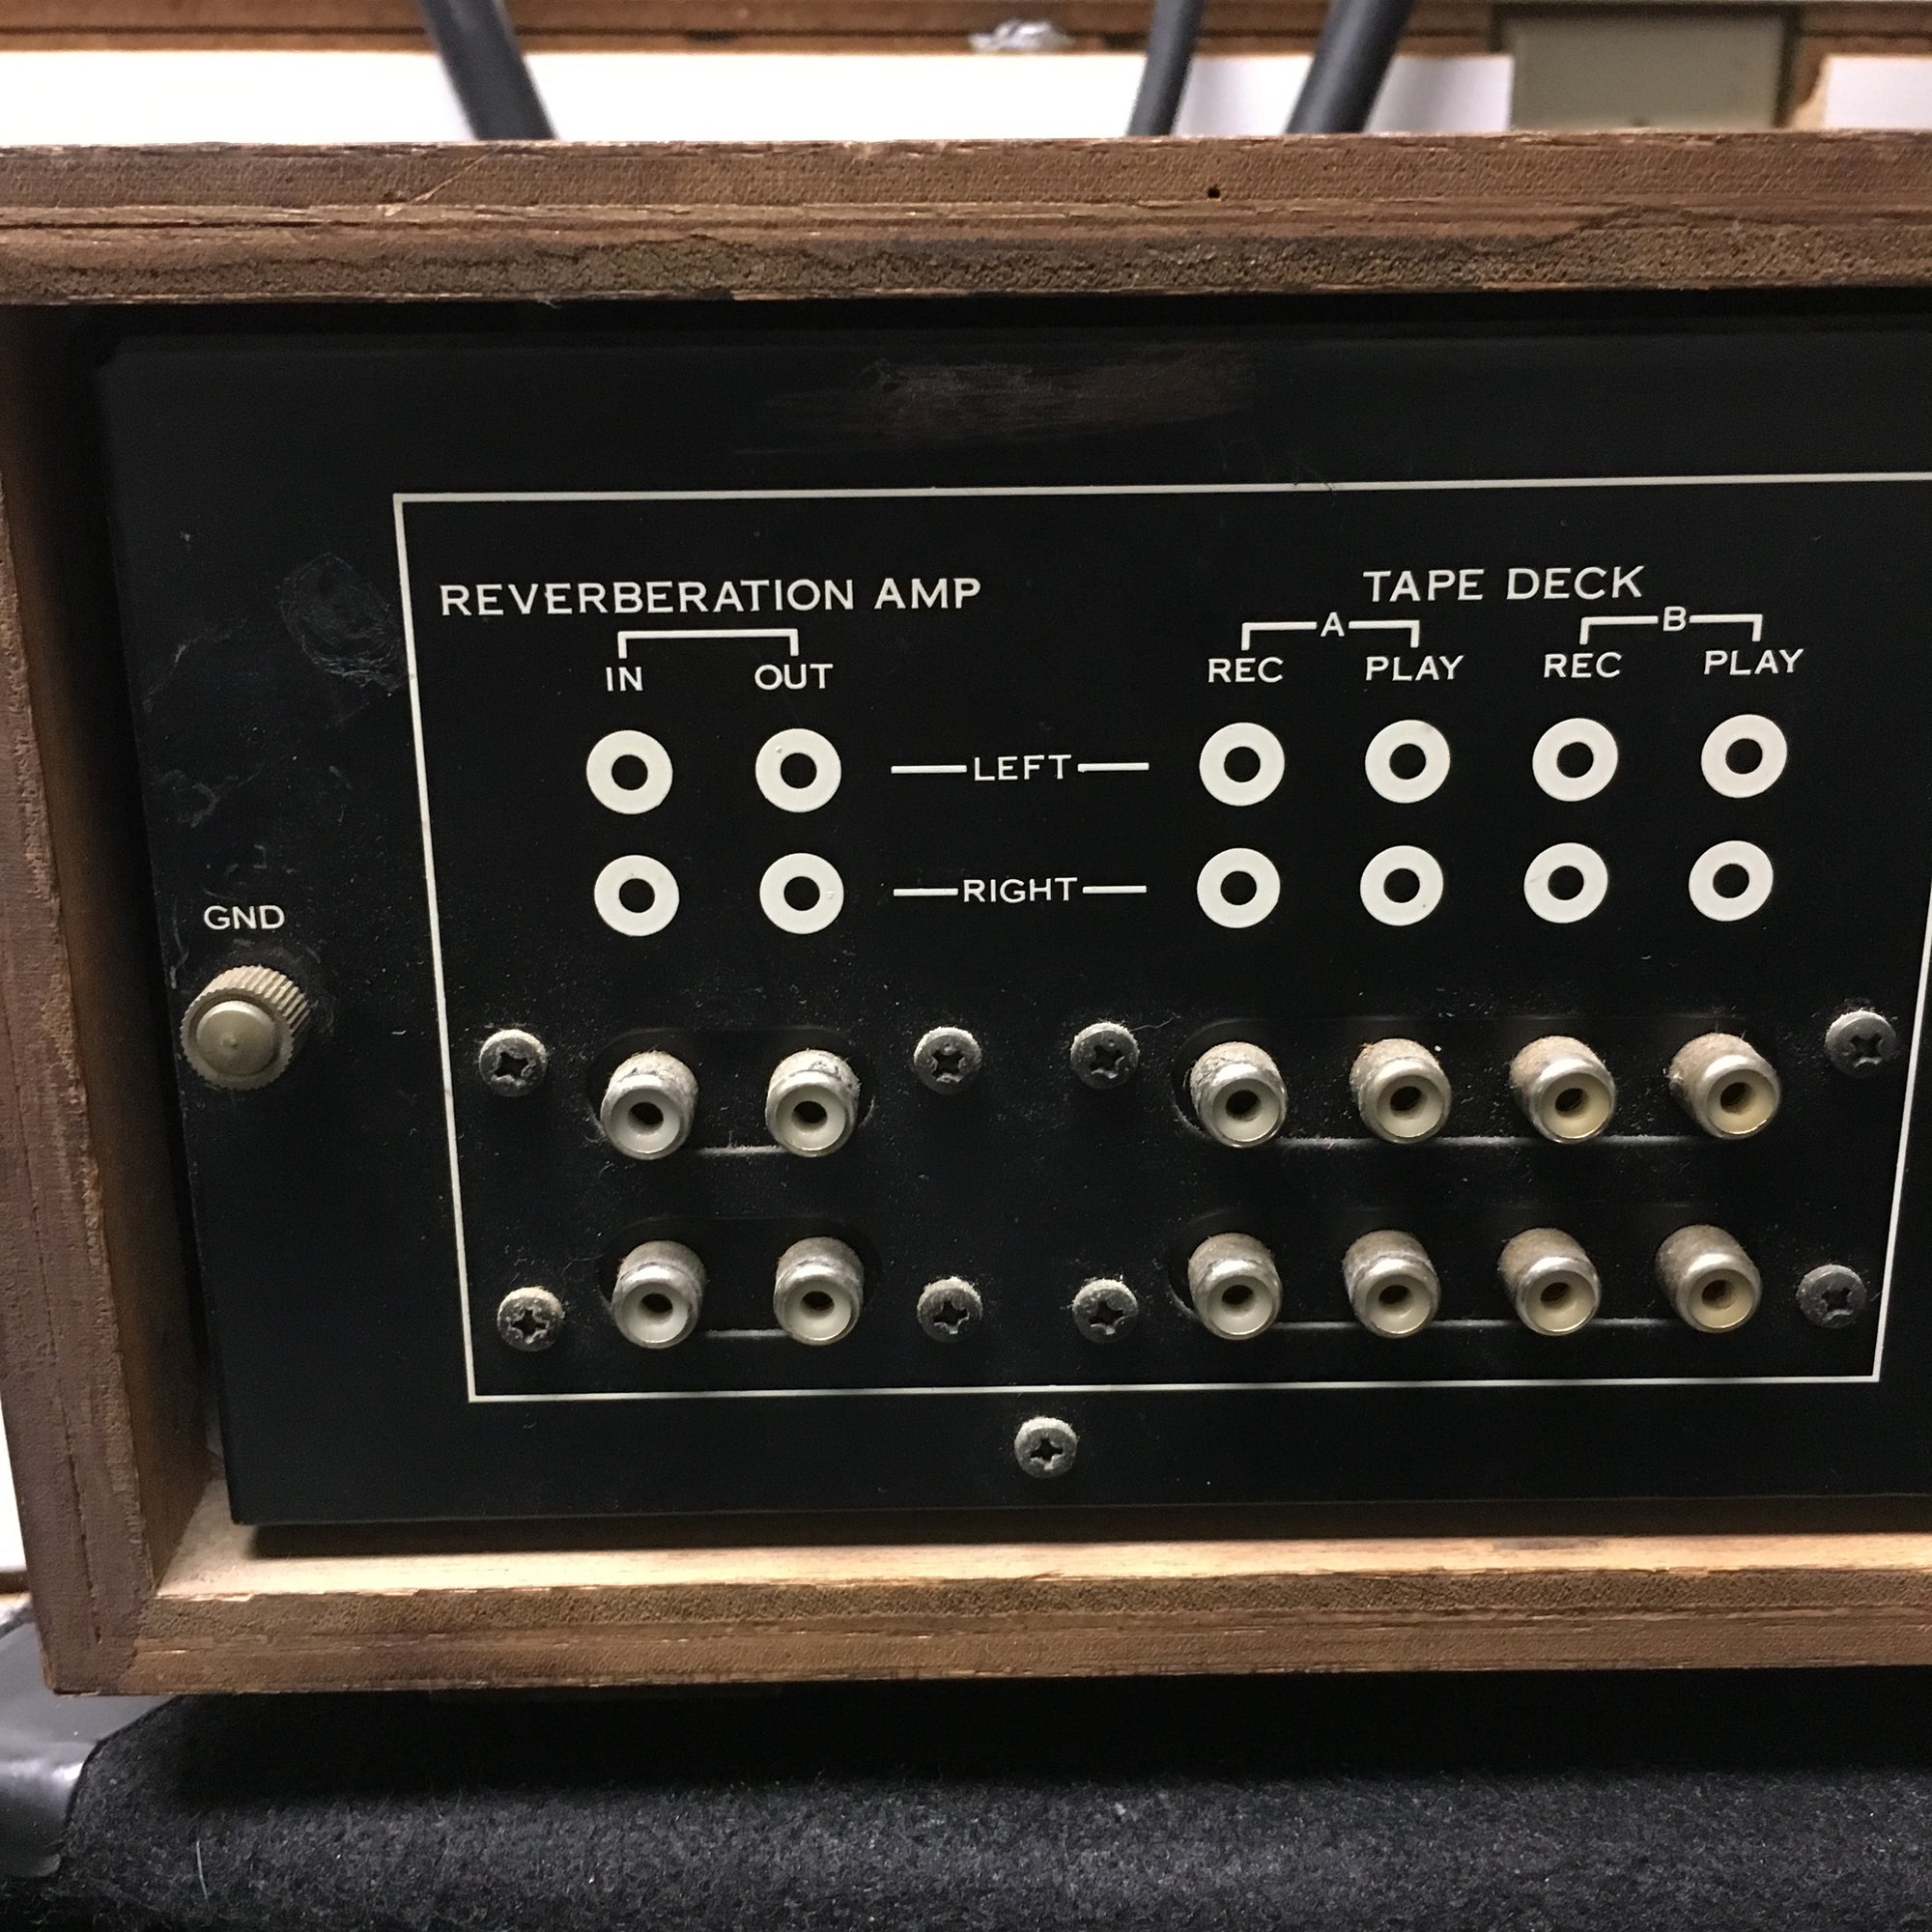 REVERBERATION AMP
IN OUT
TAPE DECK
A B
REC PLAY REC PLAY
LEFT
RIGHT
GND